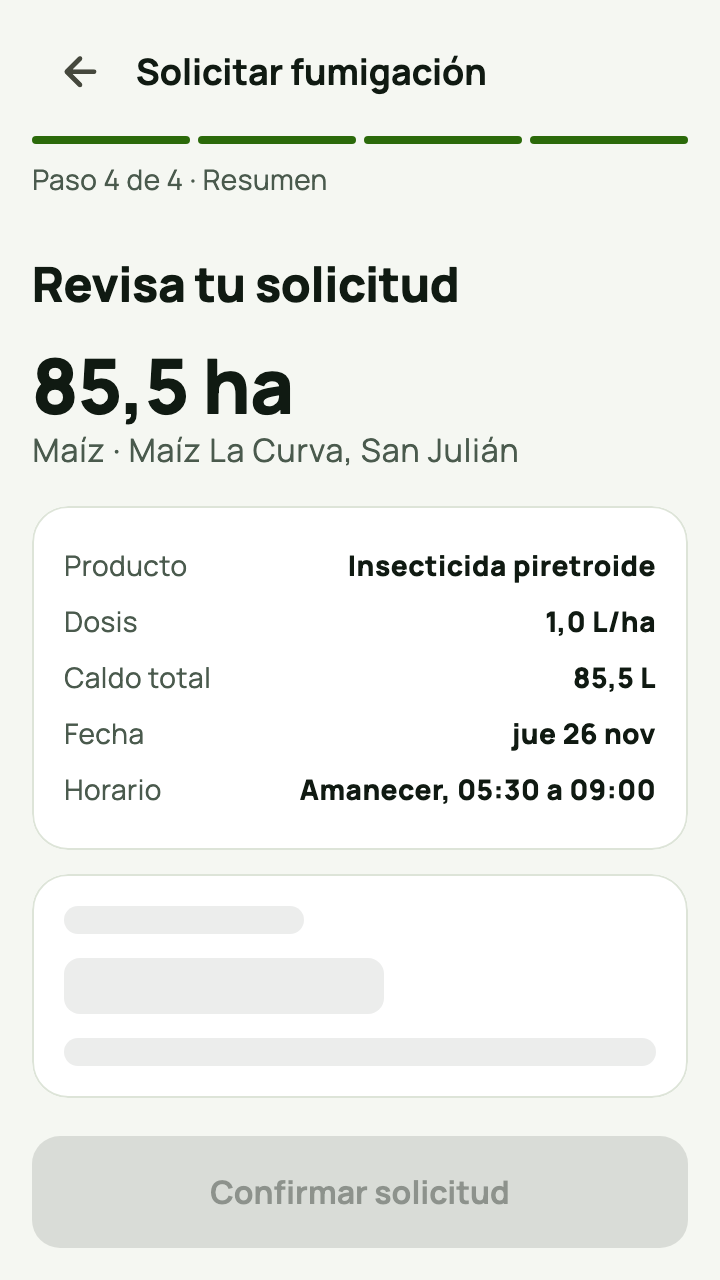 Solicitar fumigación
Paso 4 de 4 · Resumen
Revisa tu solicitud
85,5 ha
Maíz · Maíz La Curva, San Julián
Producto Insecticida piretroide
Dosis 1,0 L/ha
Caldo total 85,5 L
Fecha jue 26 nov
Horario Amanecer, 05:30 a 09:00
Confirmar solicitud